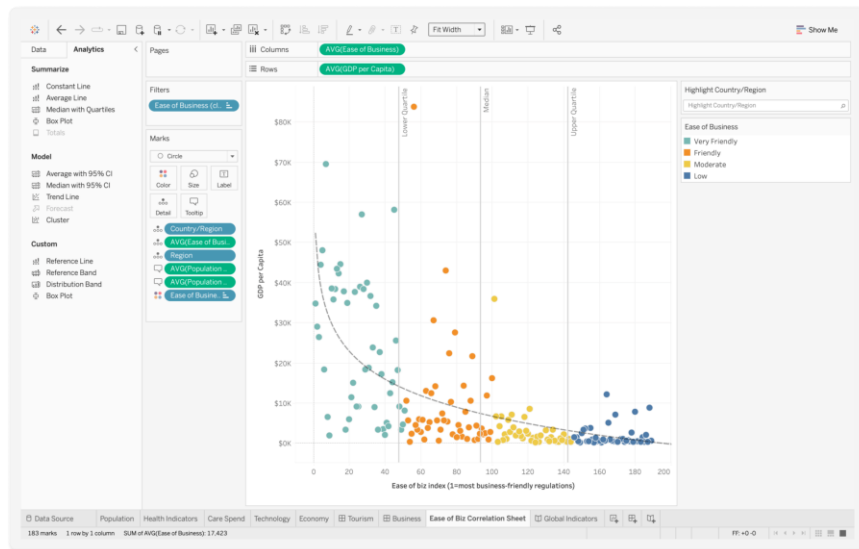 Fit Width
Show Me
Data
Analytics
Pages
Columns
AVG(Ease of Business)
Rows
AVG(GDP per Capita)
Summarize
Constant Line
Average Line
Median with Quartiles
Box Plot
Totals
Model
Average with 95% CI
Median with 95% CI
Trend Line
Forecast
Cluster
Custom
Reference Line
Reference Band
Distribution Band
Box Plot
Filters
Ease of Business (cl..
Marks
Circle
Color
Size
Label
Detail
Tooltip
Country/Region
AVG(Ease of Busi..
Region
AVG(Population ..
AVG(Population ..
Ease of Busine..
Lower Quartile
Median
Upper Quartile
GDP per Capita
$80K
$70K
$60K
$50K
$40K
$30K
$20K
$10K
$0K
0 20 40 60 80 100 120 140 160 180 200
Ease of biz index (1=most business-friendly regulations)
Highlight Country/Region
Highlight Country/Region
Ease of Business
Very Friendly
Friendly
Moderate
Low
Data Source
Population
Health Indicators
Care Spend
Technology
Economy
Tourism
Business
Ease of Biz Correlation Sheet
Global Indicators
183 marks 1 row by 1 column SUM of AVG(Ease of Business): 17,423
FF: +0 -0